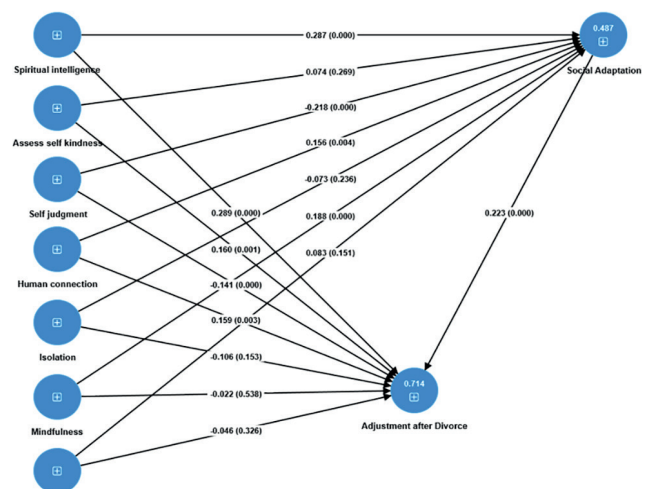 0.287 (0.000)
0.487
Spiritual intelligence
Social Adaptation
0.074 (0.269)
-0.218 (0.000)
Assess self kindness
0.156 (0.004)
-0.073 (0.236)
Self judgment
0.289 (0.000)
0.188 (0.000)
0.223 (0.000)
0.160 (0.001)
0.083 (0.151)
Human connection
-0.141 (0.000)
0.159 (0.003)
Isolation
-0.106 (0.153)
0.714
-0.022 (0.538)
Mindfulness
Adjustment after Divorce
-0.046 (0.326)